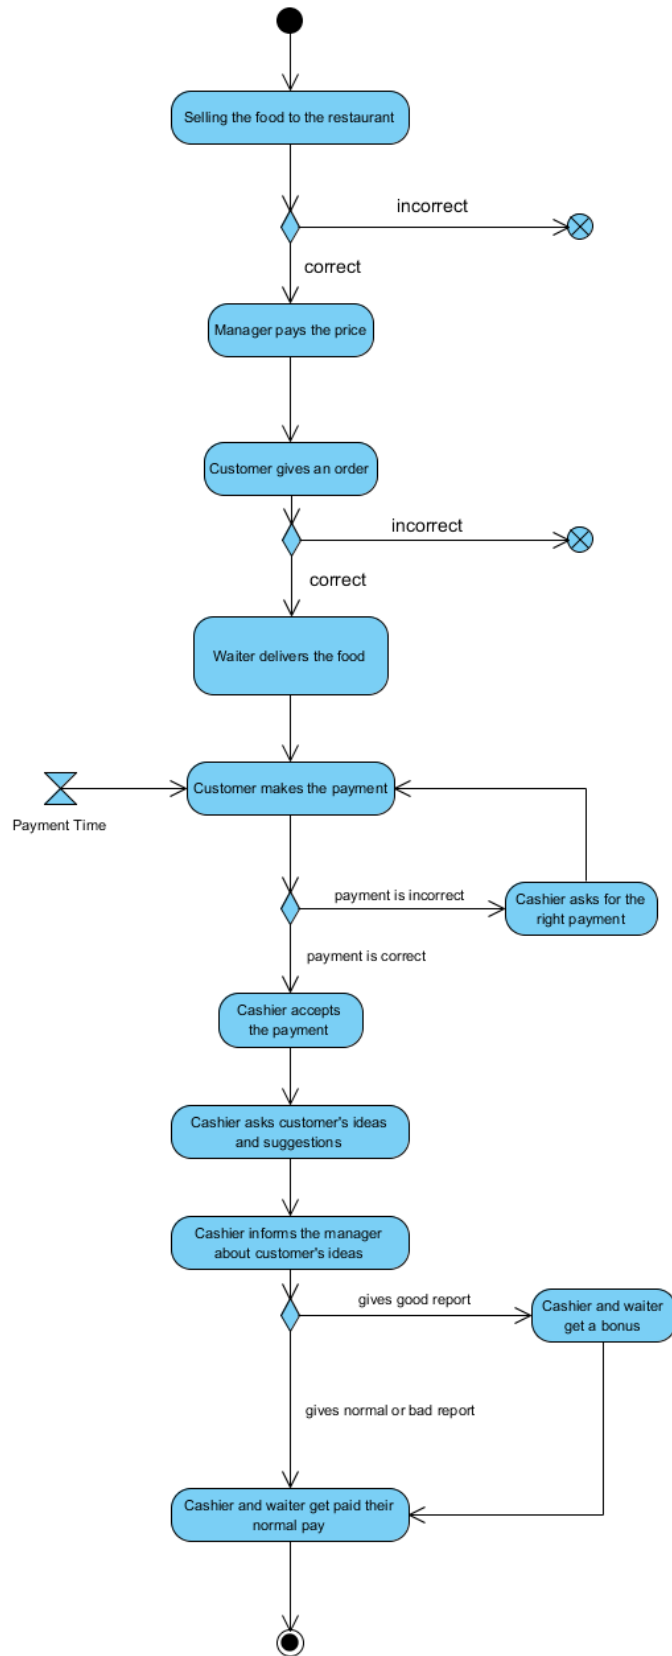 Selling the food to the restaurant
incorrect
correct
Manager pays the price
Customer gives an order
incorrect
correct
Waiter delivers the food
Customer makes the payment
Payment Time
payment is incorrect
Cashier asks for the
right payment
payment is correct
Cashier accepts
the payment
Cashier asks customer's ideas
and suggestions
Cashier informs the manager
about customer's ideas
gives good report
Cashier and waiter
get a bonus
gives normal or bad report
Cashier and waiter get paid their
normal pay